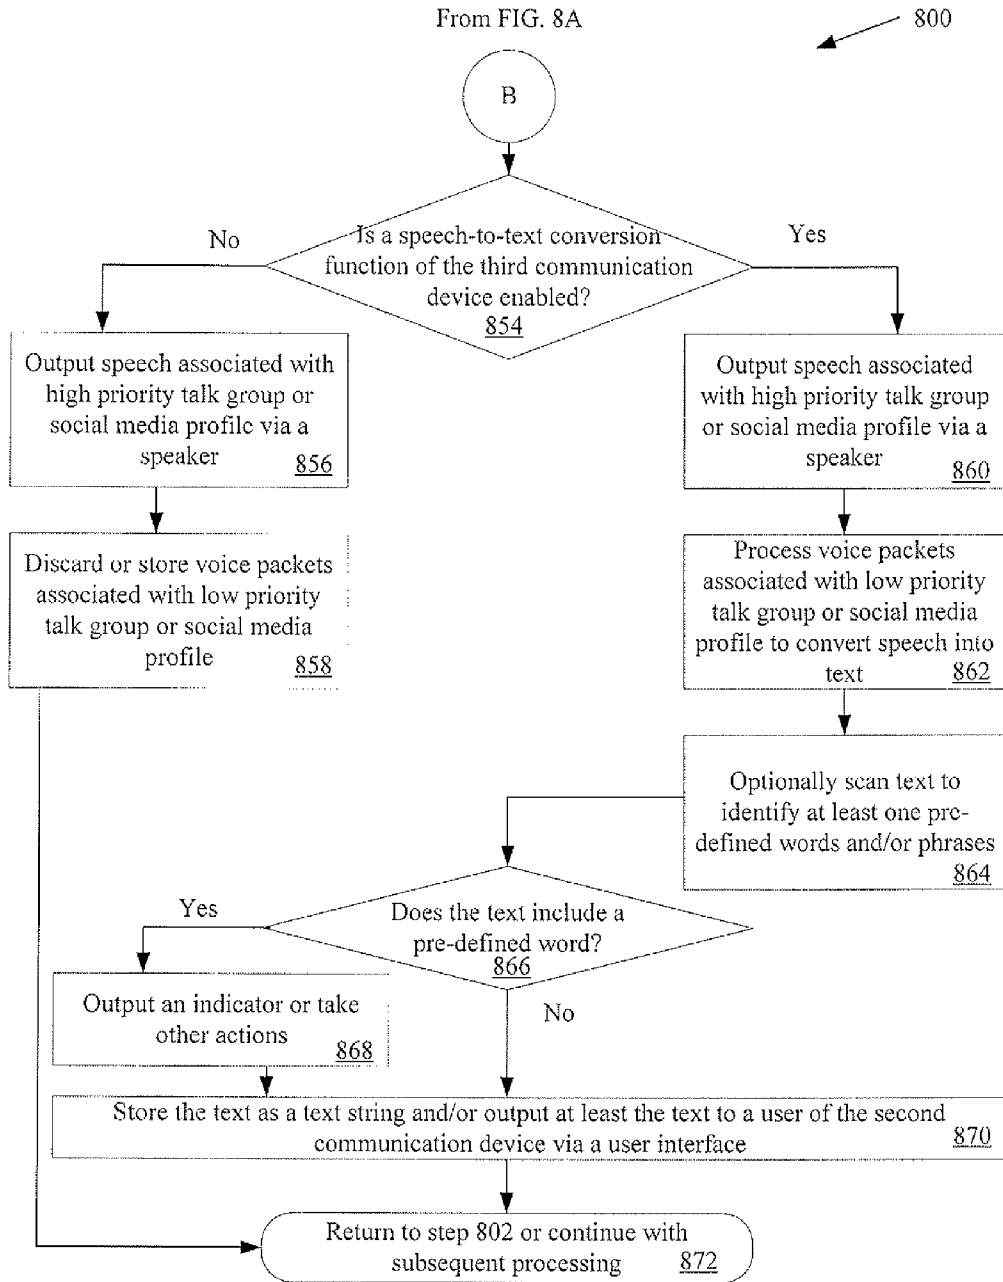 From FIG. 8A
800
B
Is a speech-to-text conversion
function of the third communication
device enabled?
854
No
Yes
Output speech associated with
high priority talk group or
social media profile via a
speaker
856
Output speech associated
with high priority talk group
or social media profile via a
speaker
860
Discard or store voice packets
associated with low priority
talk group or social media
profile
858
Process voice packets
associated with low priority
talk group or social media
profile to convert speech into
text
862
Optionally scan text to
identify at least one pre-
defined words and/or phrases
864
Does the text include a
pre-defined word?
866
Yes
No
Output an indicator or take
other actions
868
Store the text as a text string and/or output at least the text to a user of the second
communication device via a user interface
870
Return to step 802 or continue with
subsequent processing
872